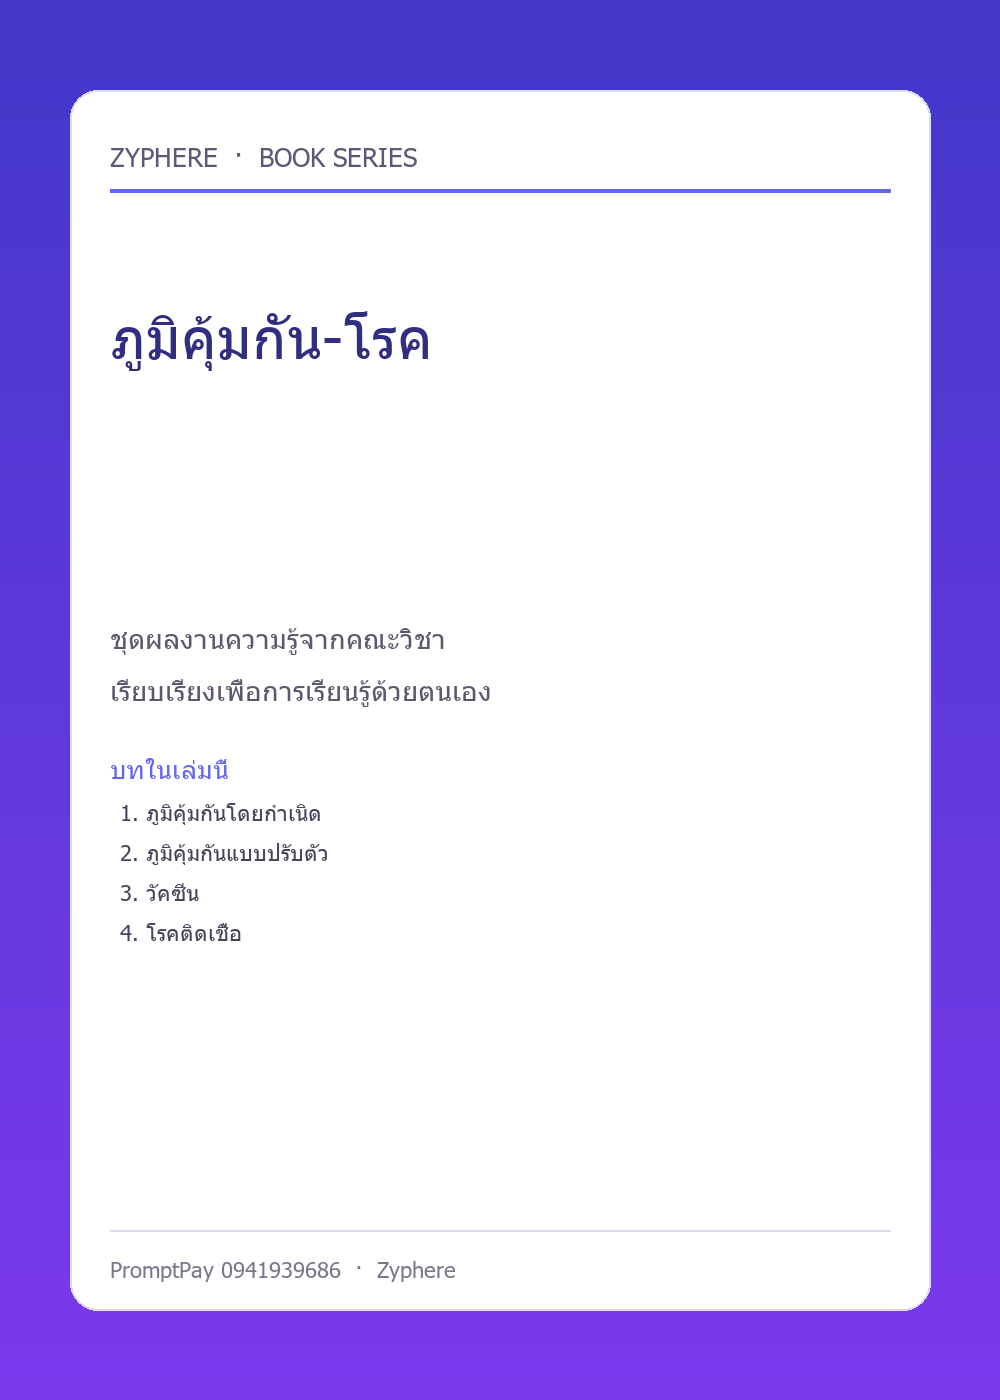 ZYPHERE · BOOK SERIES
ภูมิคุ้มกัน-โรค
ชุดผลงานความรู้จากคณะวิชา
เรียบเรียงเพื่อการเรียนรู้ด้วยตนเอง
บทในเล่มนี้
1. ภูมิคุ้มกันโดยกำเนิด
2. ภูมิคุ้มกันแบบปรับตัว
3. วัคซีน
4. โรคติดเชื้อ
PromptPay 0941939686 · Zyphere